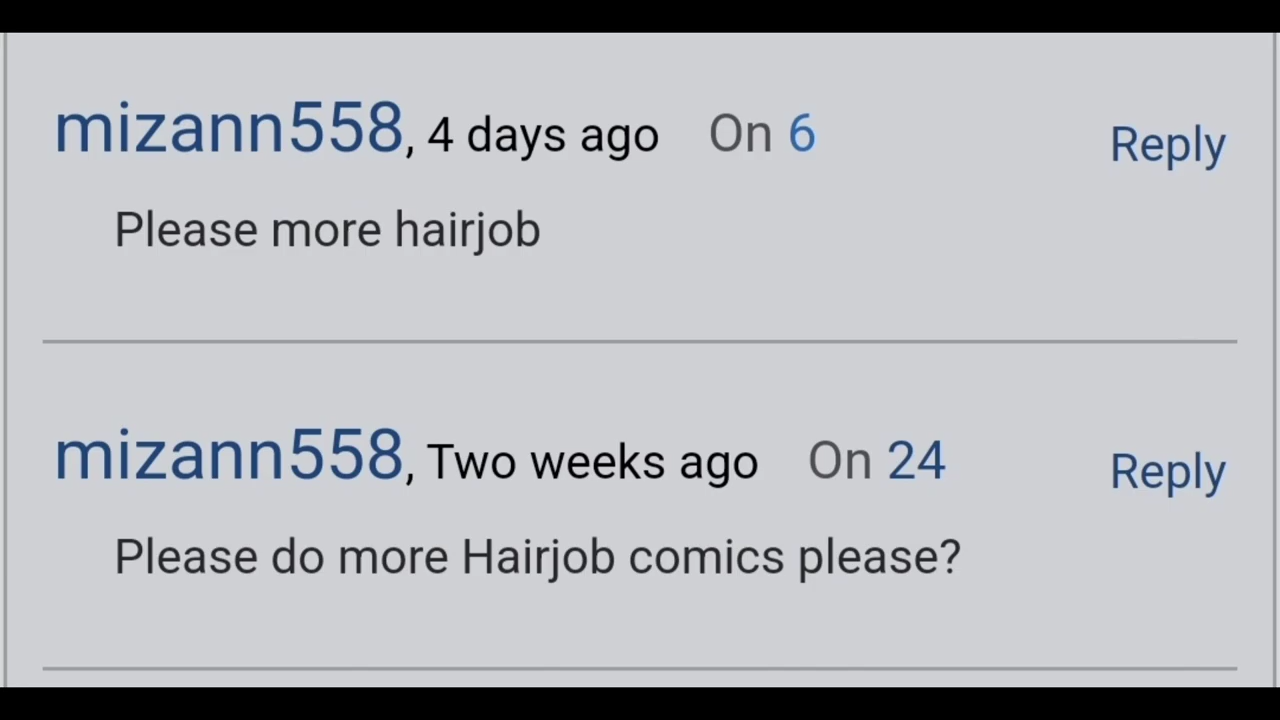 mizann558, 4 days ago On 6 Reply
Please more hairjob
mizann558, Two weeks ago On 24 Reply
Please do more Hairjob comics please?